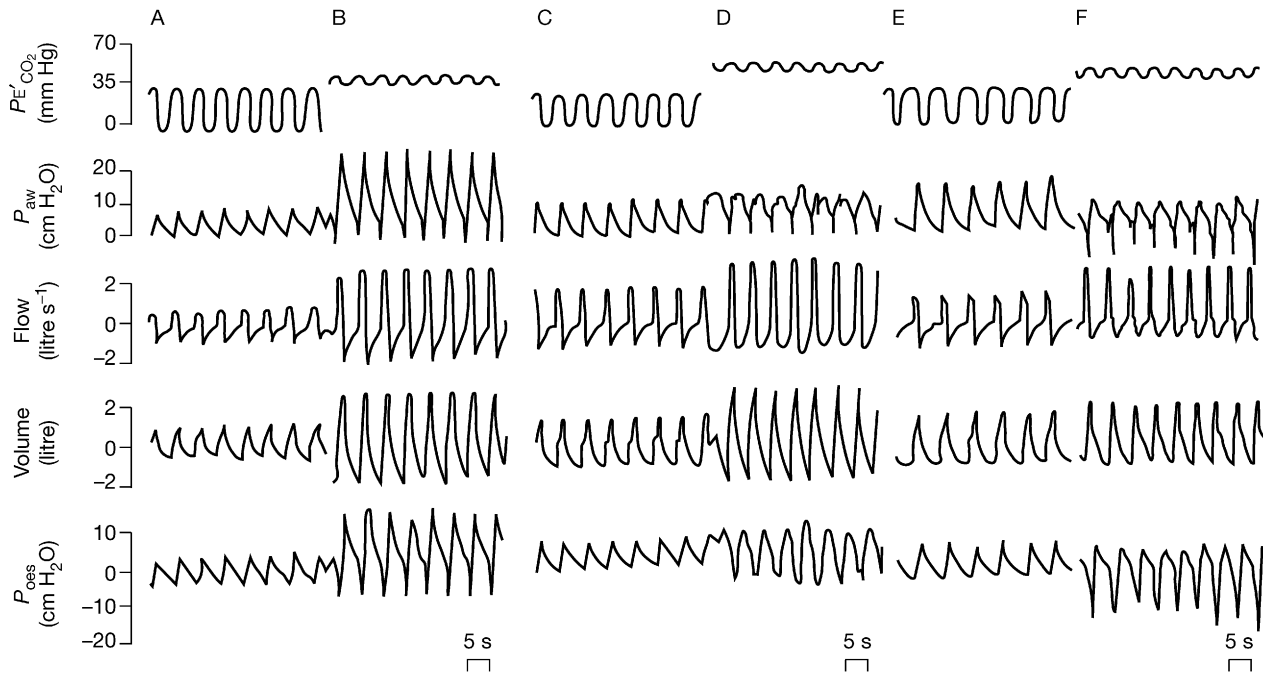 A B C D E F
PE′CO2
(mm Hg)
70
35
0
Paw
(cm H2O)
20
10
0
Flow
(litre s–1)
2
0
–2
Volume
(litre)
2
0
–2
Poes
(cm H2O)
10
0
–10
–20
5 s 5 s 5 s